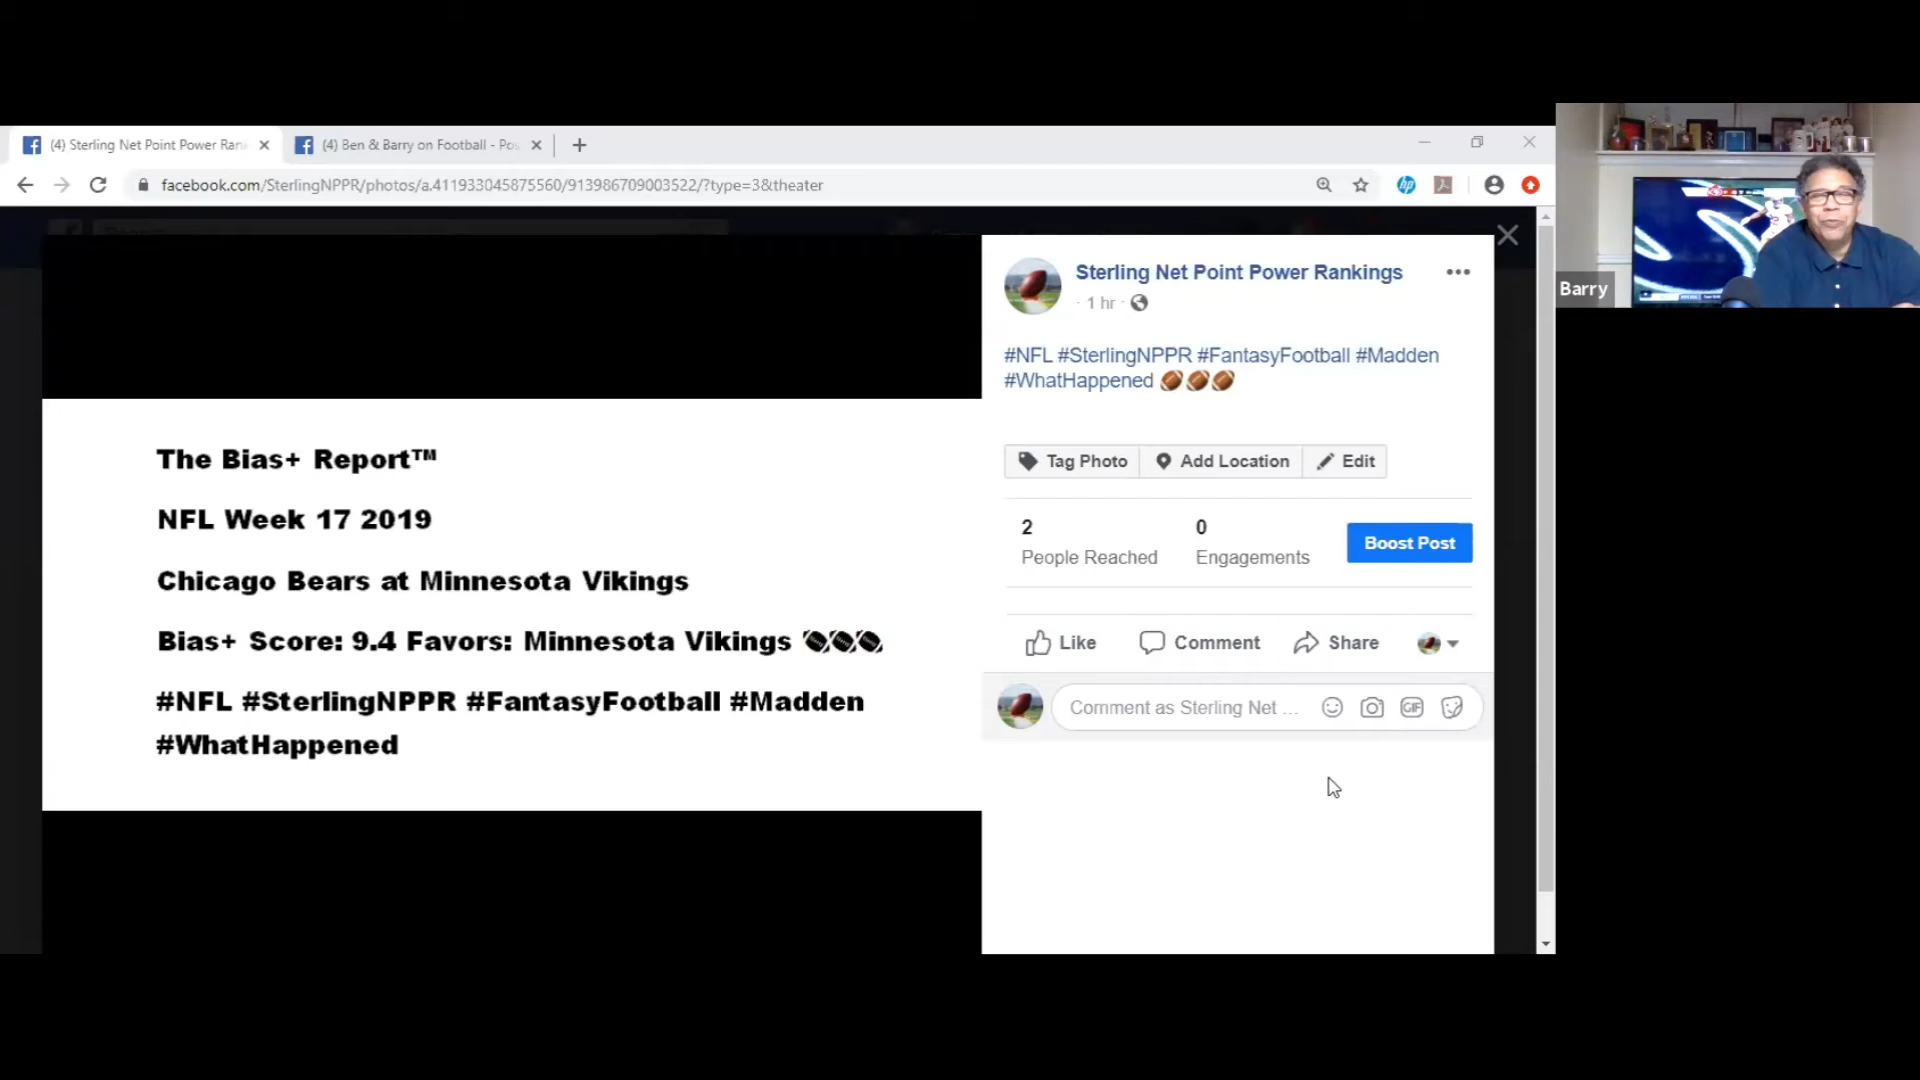 (4) Sterling Net Point Power Ran
(4) Ben & Barry on Football - Pos
facebook.com/SterlingNPPR/photos/a.411933045875560/913986709003522/?type=3&theater
hp
Barry
The Bias+ Report™
NFL Week 17 2019
Chicago Bears at Minnesota Vikings
Bias+ Score: 9.4 Favors: Minnesota Vikings 🏈🏈🏈
#NFL #SterlingNPPR #FantasyFootball #Madden
#WhatHappened
Sterling Net Point Power Rankings
· 1 hr ·
#NFL #SterlingNPPR #FantasyFootball #Madden
#WhatHappened 🏈🏈🏈
Tag Photo Add Location Edit
2 0
People Reached Engagements
Boost Post
Like Comment Share
Comment as Sterling Net ... GIF